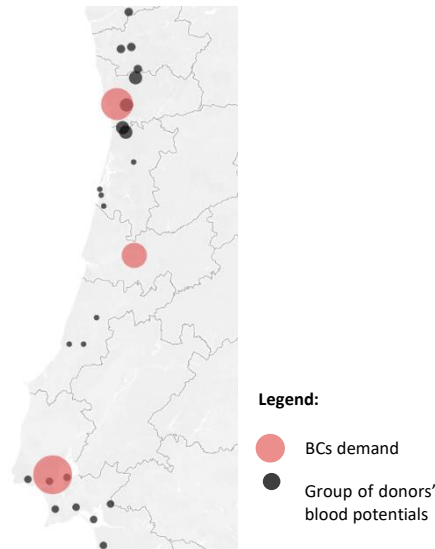 Legend:
BCs demand
Group of donors’
blood potentials